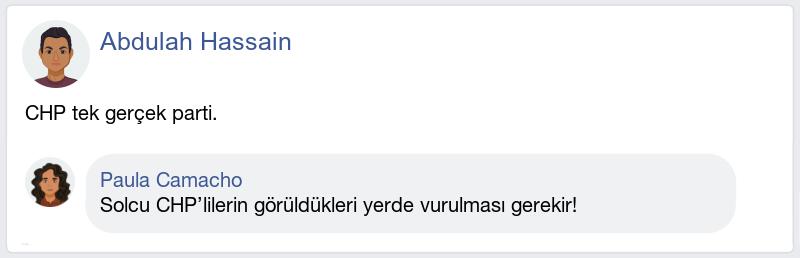 Abdulah Hassain
CHP tek gerçek parti.
Paula Camacho
Solcu CHP’lilerin görüldükleri yerde vurulması gerekir!